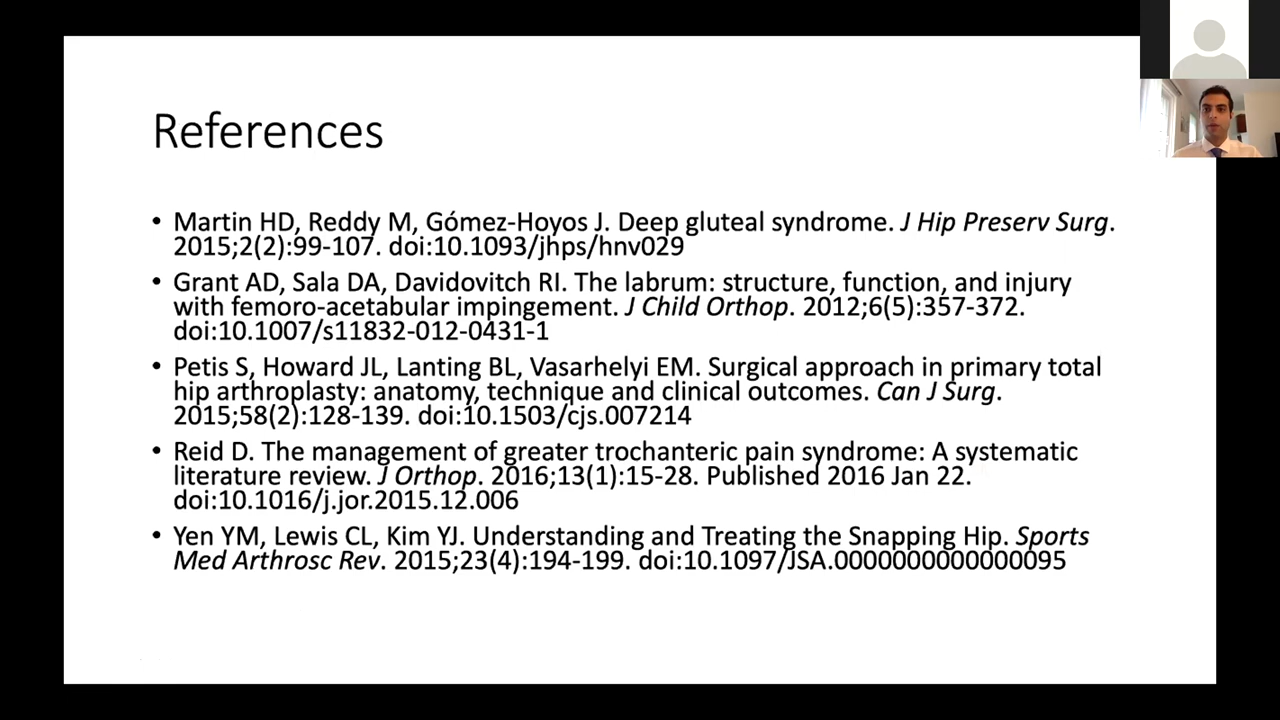 References
• Martin HD, Reddy M, Gómez-Hoyos J. Deep gluteal syndrome. J Hip Preserv Surg.
2015;2(2):99-107. doi:10.1093/jhps/hnv029
• Grant AD, Sala DA, Davidovitch RI. The labrum: structure, function, and injury
with femoro-acetabular impingement. J Child Orthop. 2012;6(5):357-372.
doi:10.1007/s11832-012-0431-1
• Petis S, Howard JL, Lanting BL, Vasarhelyi EM. Surgical approach in primary total
hip arthroplasty: anatomy, technique and clinical outcomes. Can J Surg.
2015;58(2):128-139. doi:10.1503/cjs.007214
• Reid D. The management of greater trochanteric pain syndrome: A systematic
literature review. J Orthop. 2016;13(1):15-28. Published 2016 Jan 22.
doi:10.1016/j.jor.2015.12.006
• Yen YM, Lewis CL, Kim YJ. Understanding and Treating the Snapping Hip. Sports
Med Arthrosc Rev. 2015;23(4):194-199. doi:10.1097/JSA.0000000000000095